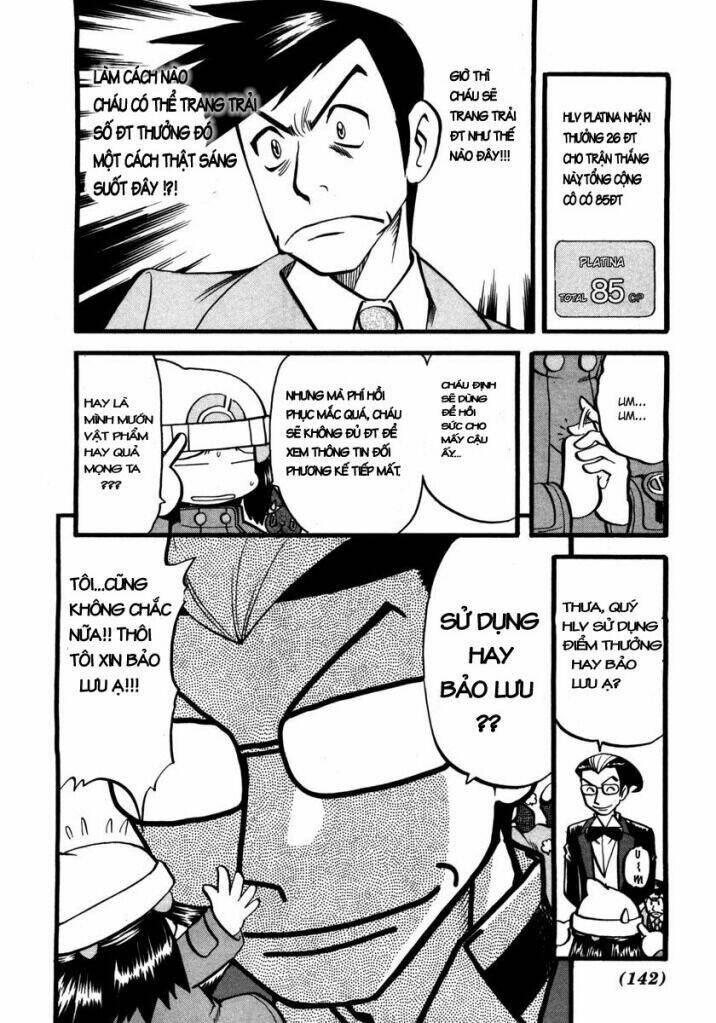 HLV PLATINA NHẬN
THƯỞNG 26 ĐT
CHO TRẬN THẮNG
NÀY TỔNG CỘNG
CÔ CÓ 85ĐT
PLATINA
TOTAL 85 CP
GIỜ THÌ
CHÁU SẼ
TRANG TRẢI
ĐT NHƯ THẾ
NÀO ĐÂY!!!
LÀM CÁCH NÀO
CHÁU CÓ THỂ TRANG TRẢI
SỐ ĐT THƯỞNG ĐÓ
MỘT CÁCH THẬT SÁNG
SUỐT ĐÂY !?!
UM...
UM...
CHÁU ĐỊNH
SẼ DÙNG
ĐỂ HỒI
SỨC CHO
MẤY CẬU
ẤY...
NHƯNG MÀ PHÍ HỒI
PHỤC MẮC QUÁ, CHÁU
SẼ KHÔNG ĐỦ ĐT ĐỂ
XEM THÔNG TIN ĐỐI
PHƯƠNG KẾ TIẾP MẤT.
HAY LÀ
MÌNH MƯỚN
VẬT PHẨM
HAY QUẢ
MỌNG TA
???
THƯA, QUÝ
HLV SỬ DỤNG
ĐIỂM THƯỞNG
HAY BẢO
LƯU Ạ?
U~M
SỬ DỤNG
HAY
BẢO LƯU
??
TÔI...CŨNG
KHÔNG CHẮC
NỮA!! THÔI
TÔI XIN BẢO
LƯU Ạ!!!
(142)